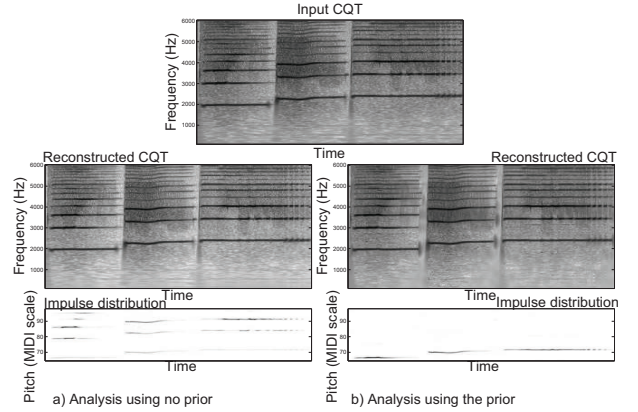 Input CQT
Frequency (Hz)
6000
5000
4000
3000
2000
1000
Time
Reconstructed CQT
Frequency (Hz)
6000
5000
4000
3000
2000
1000
Time
Reconstructed CQT
Frequency (Hz)
6000
5000
4000
3000
2000
1000
Time
Impulse distribution
Pitch (MIDI scale)
90
80
70
Time
Impulse distribution
Pitch (MIDI scale)
90
80
70
Time
a) Analysis using no prior
b) Analysis using the prior